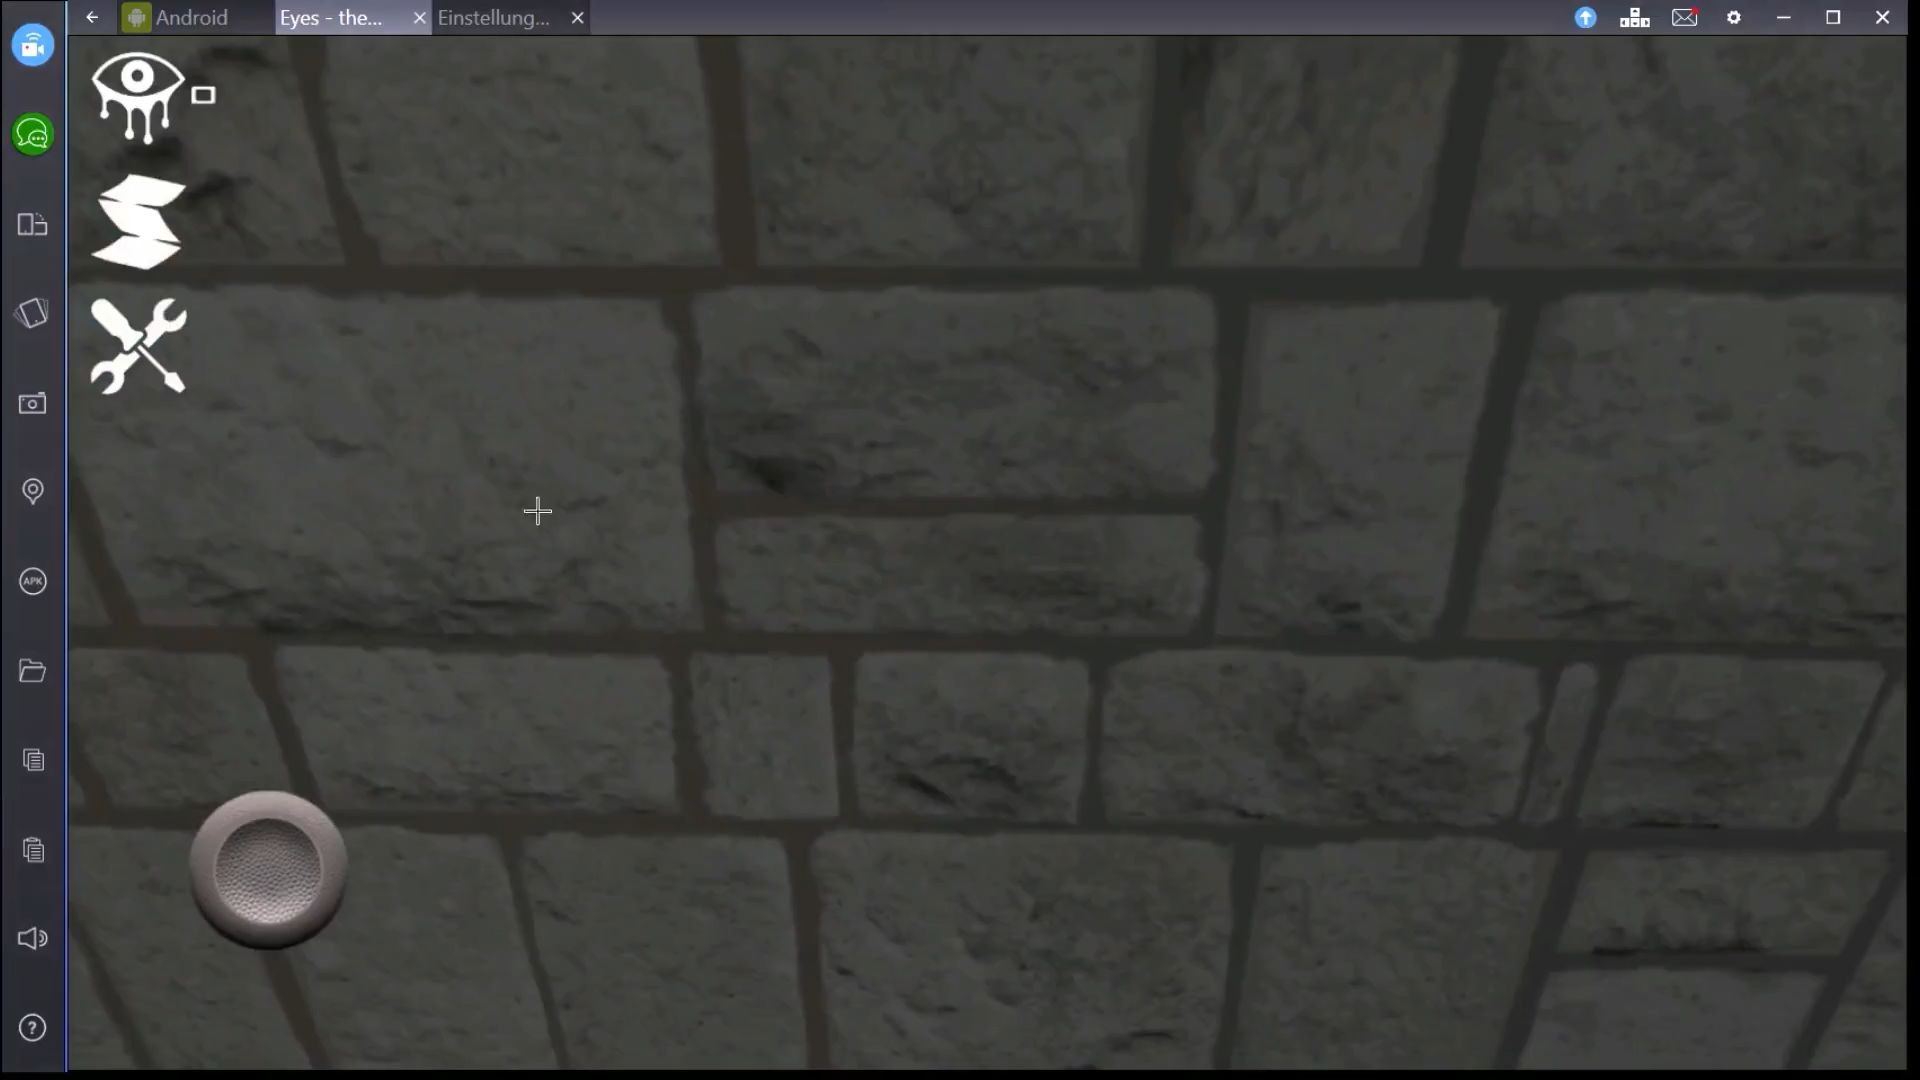 Android
Eyes - the...
Einstellung...
APK